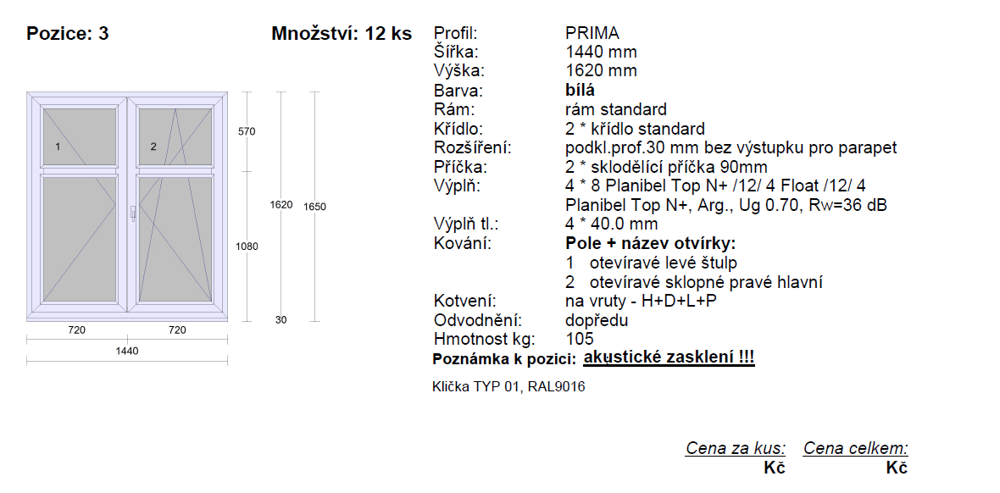 Pozice: 3
Množství: 12 ks
1
2
570
1080
1620
1650
30
720
720
1440
Profil: PRIMA
Šířka: 1440 mm
Výška: 1620 mm
Barva: bílá
Rám: rám standard
Křídlo: 2 * křídlo standard
Rozšíření: podkl.prof.30 mm bez výstupku pro parapet
Příčka: 2 * sklodělící příčka 90mm
Výplň: 4 * 8 Planibel Top N+ /12/ 4 Float /12/ 4
Planibel Top N+, Arg., Ug 0.70, Rw=36 dB
Výplň tl.: 4 * 40.0 mm
Kování: Pole + název otvírky:
1 otevíravé levé štulp
2 otevíravé sklopné pravé hlavní
Kotvení: na vruty - H+D+L+P
Odvodnění: dopředu
Hmotnost kg: 105
Poznámka k pozici: akustické zasklení !!!
Klička TYP 01, RAL9016
Cena za kus: Cena celkem:
Kč Kč